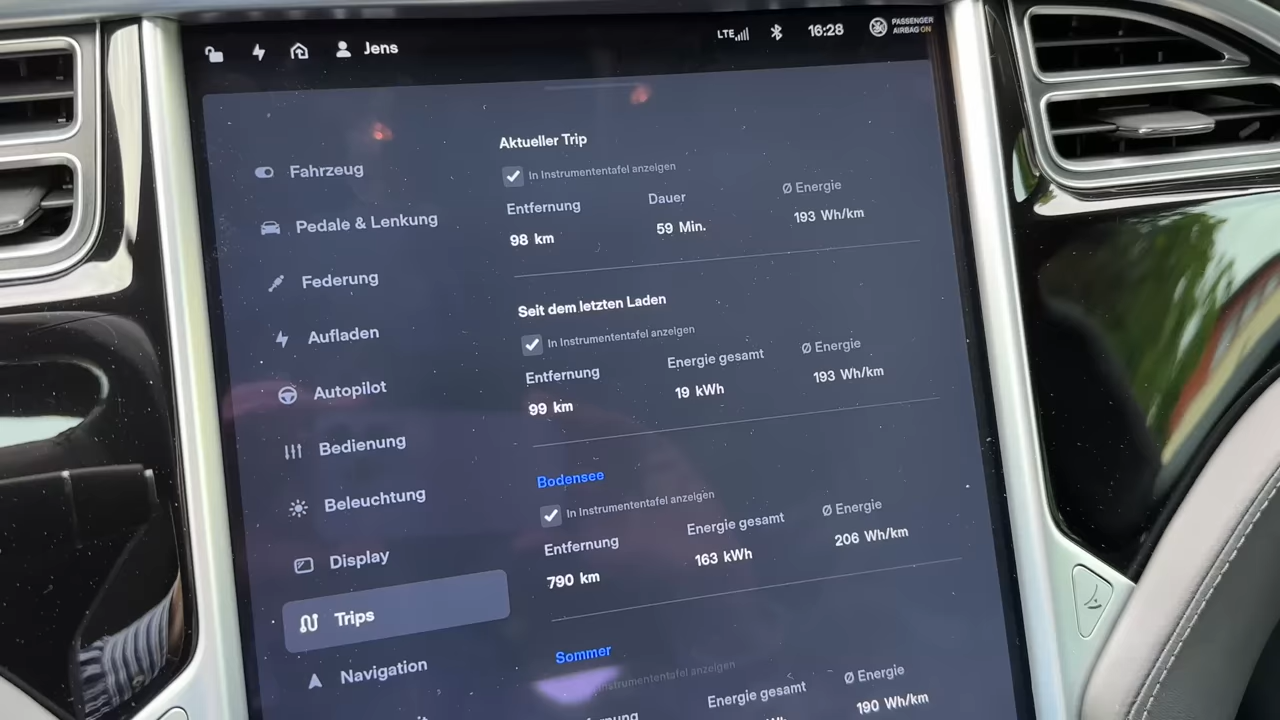 Jens
LTE
16:28
PASSENGER
AIRBAG ON
Fahrzeug
Pedale & Lenkung
Federung
Aufladen
Autopilot
Bedienung
Beleuchtung
Display
Trips
Navigation
Aktueller Trip
In Instrumententafel anzeigen
Entfernung Dauer Ø Energie
98 km 59 Min. 193 Wh/km
Seit dem letzten Laden
In Instrumententafel anzeigen
Entfernung Energie gesamt Ø Energie
99 km 19 kWh 193 Wh/km
Bodensee
In Instrumententafel anzeigen
Entfernung Energie gesamt Ø Energie
790 km 163 kWh 206 Wh/km
Sommer
Instrumententafel anzeigen
Energie gesamt Ø Energie
190 Wh/km